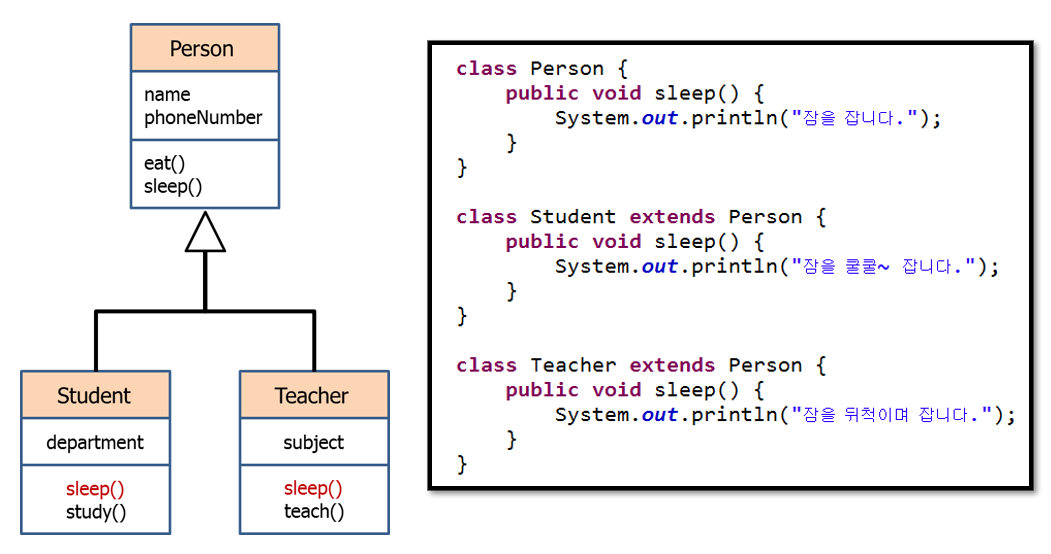 Person
name
phoneNumber
eat()
sleep()
Student
department
sleep()
study()
Teacher
subject
sleep()
teach()
class Person {
    public void sleep() {
        System.out.println("잠을 잡니다.");
    }
}
class Student extends Person {
    public void sleep() {
        System.out.println("잠을 쿨쿨~ 잡니다.");
    }
}
class Teacher extends Person {
    public void sleep() {
        System.out.println("잠을 뒤척이며 잡니다.");
    }
}